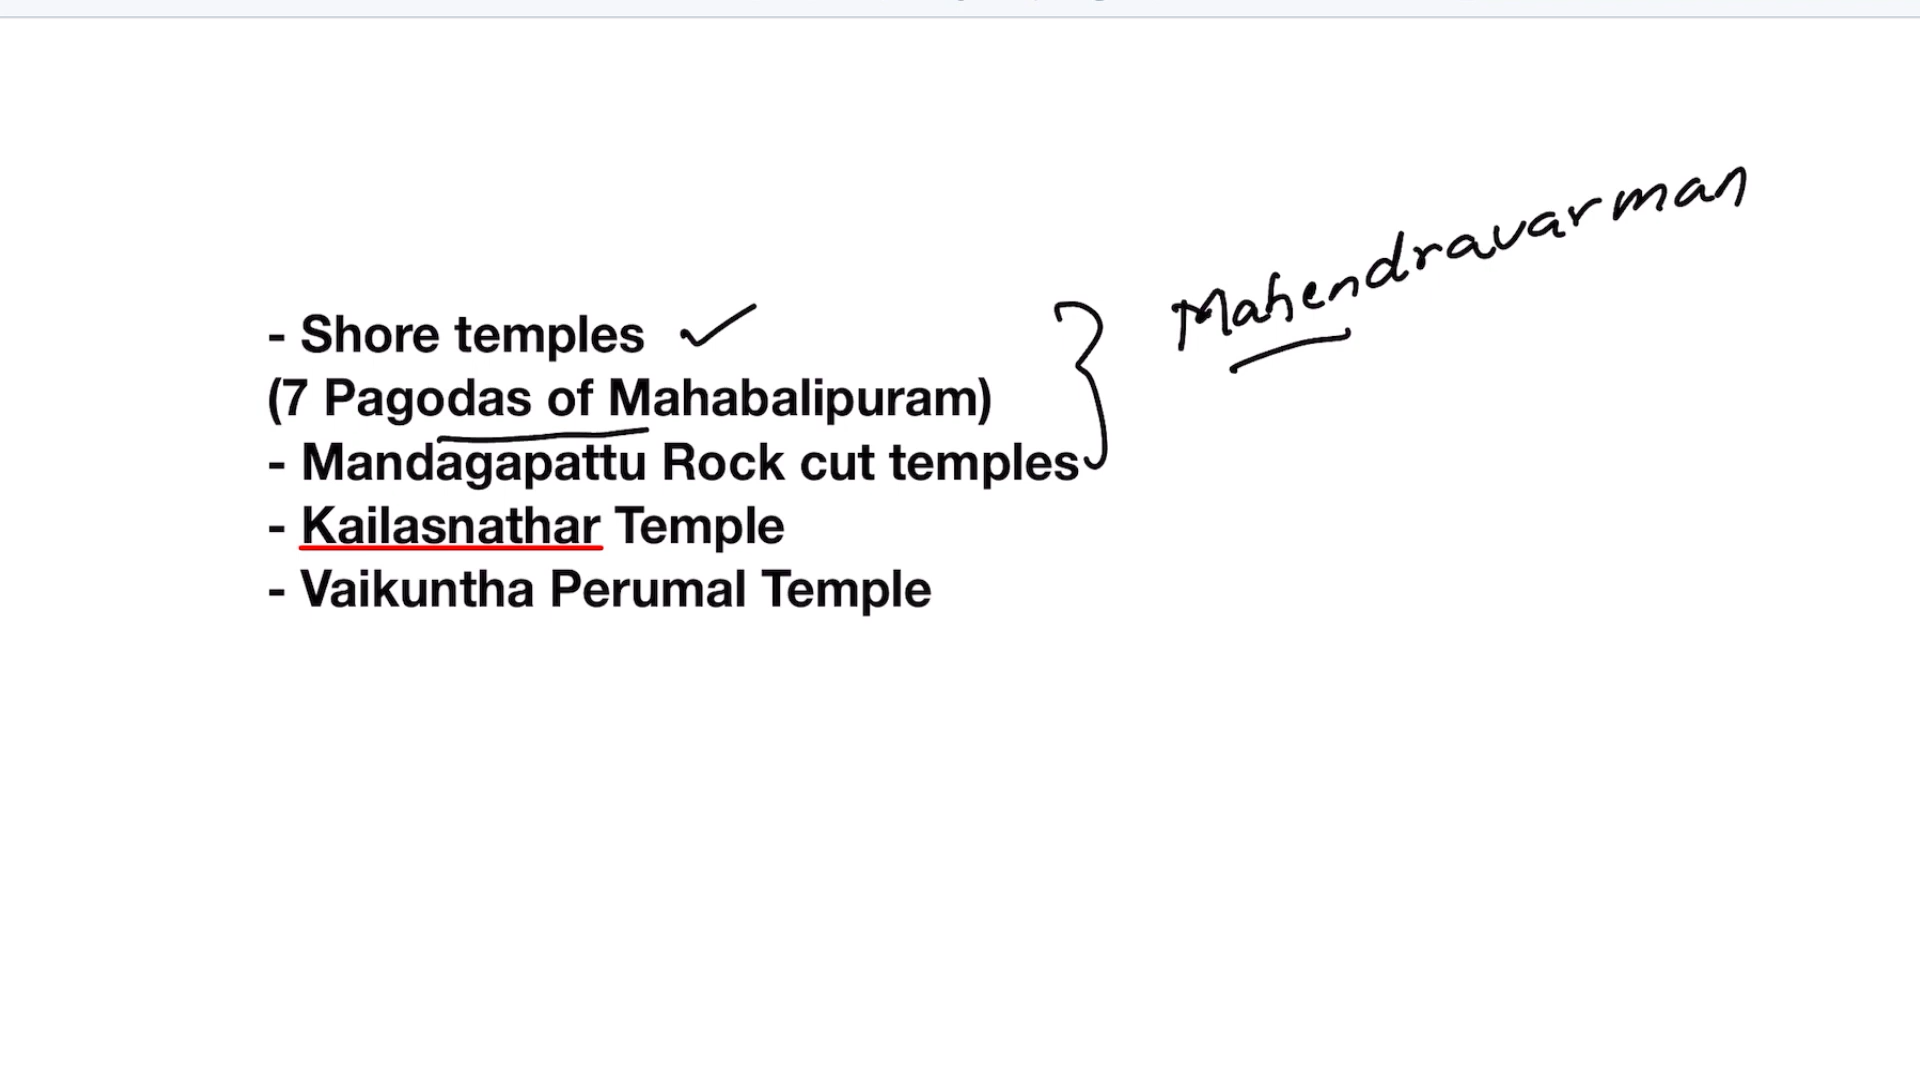 - Shore temples
(7 Pagodas of Mahabalipuram)
- Mandagapattu Rock cut temples
- Kailasnathar Temple
- Vaikuntha Perumal Temple
Mahendravarman